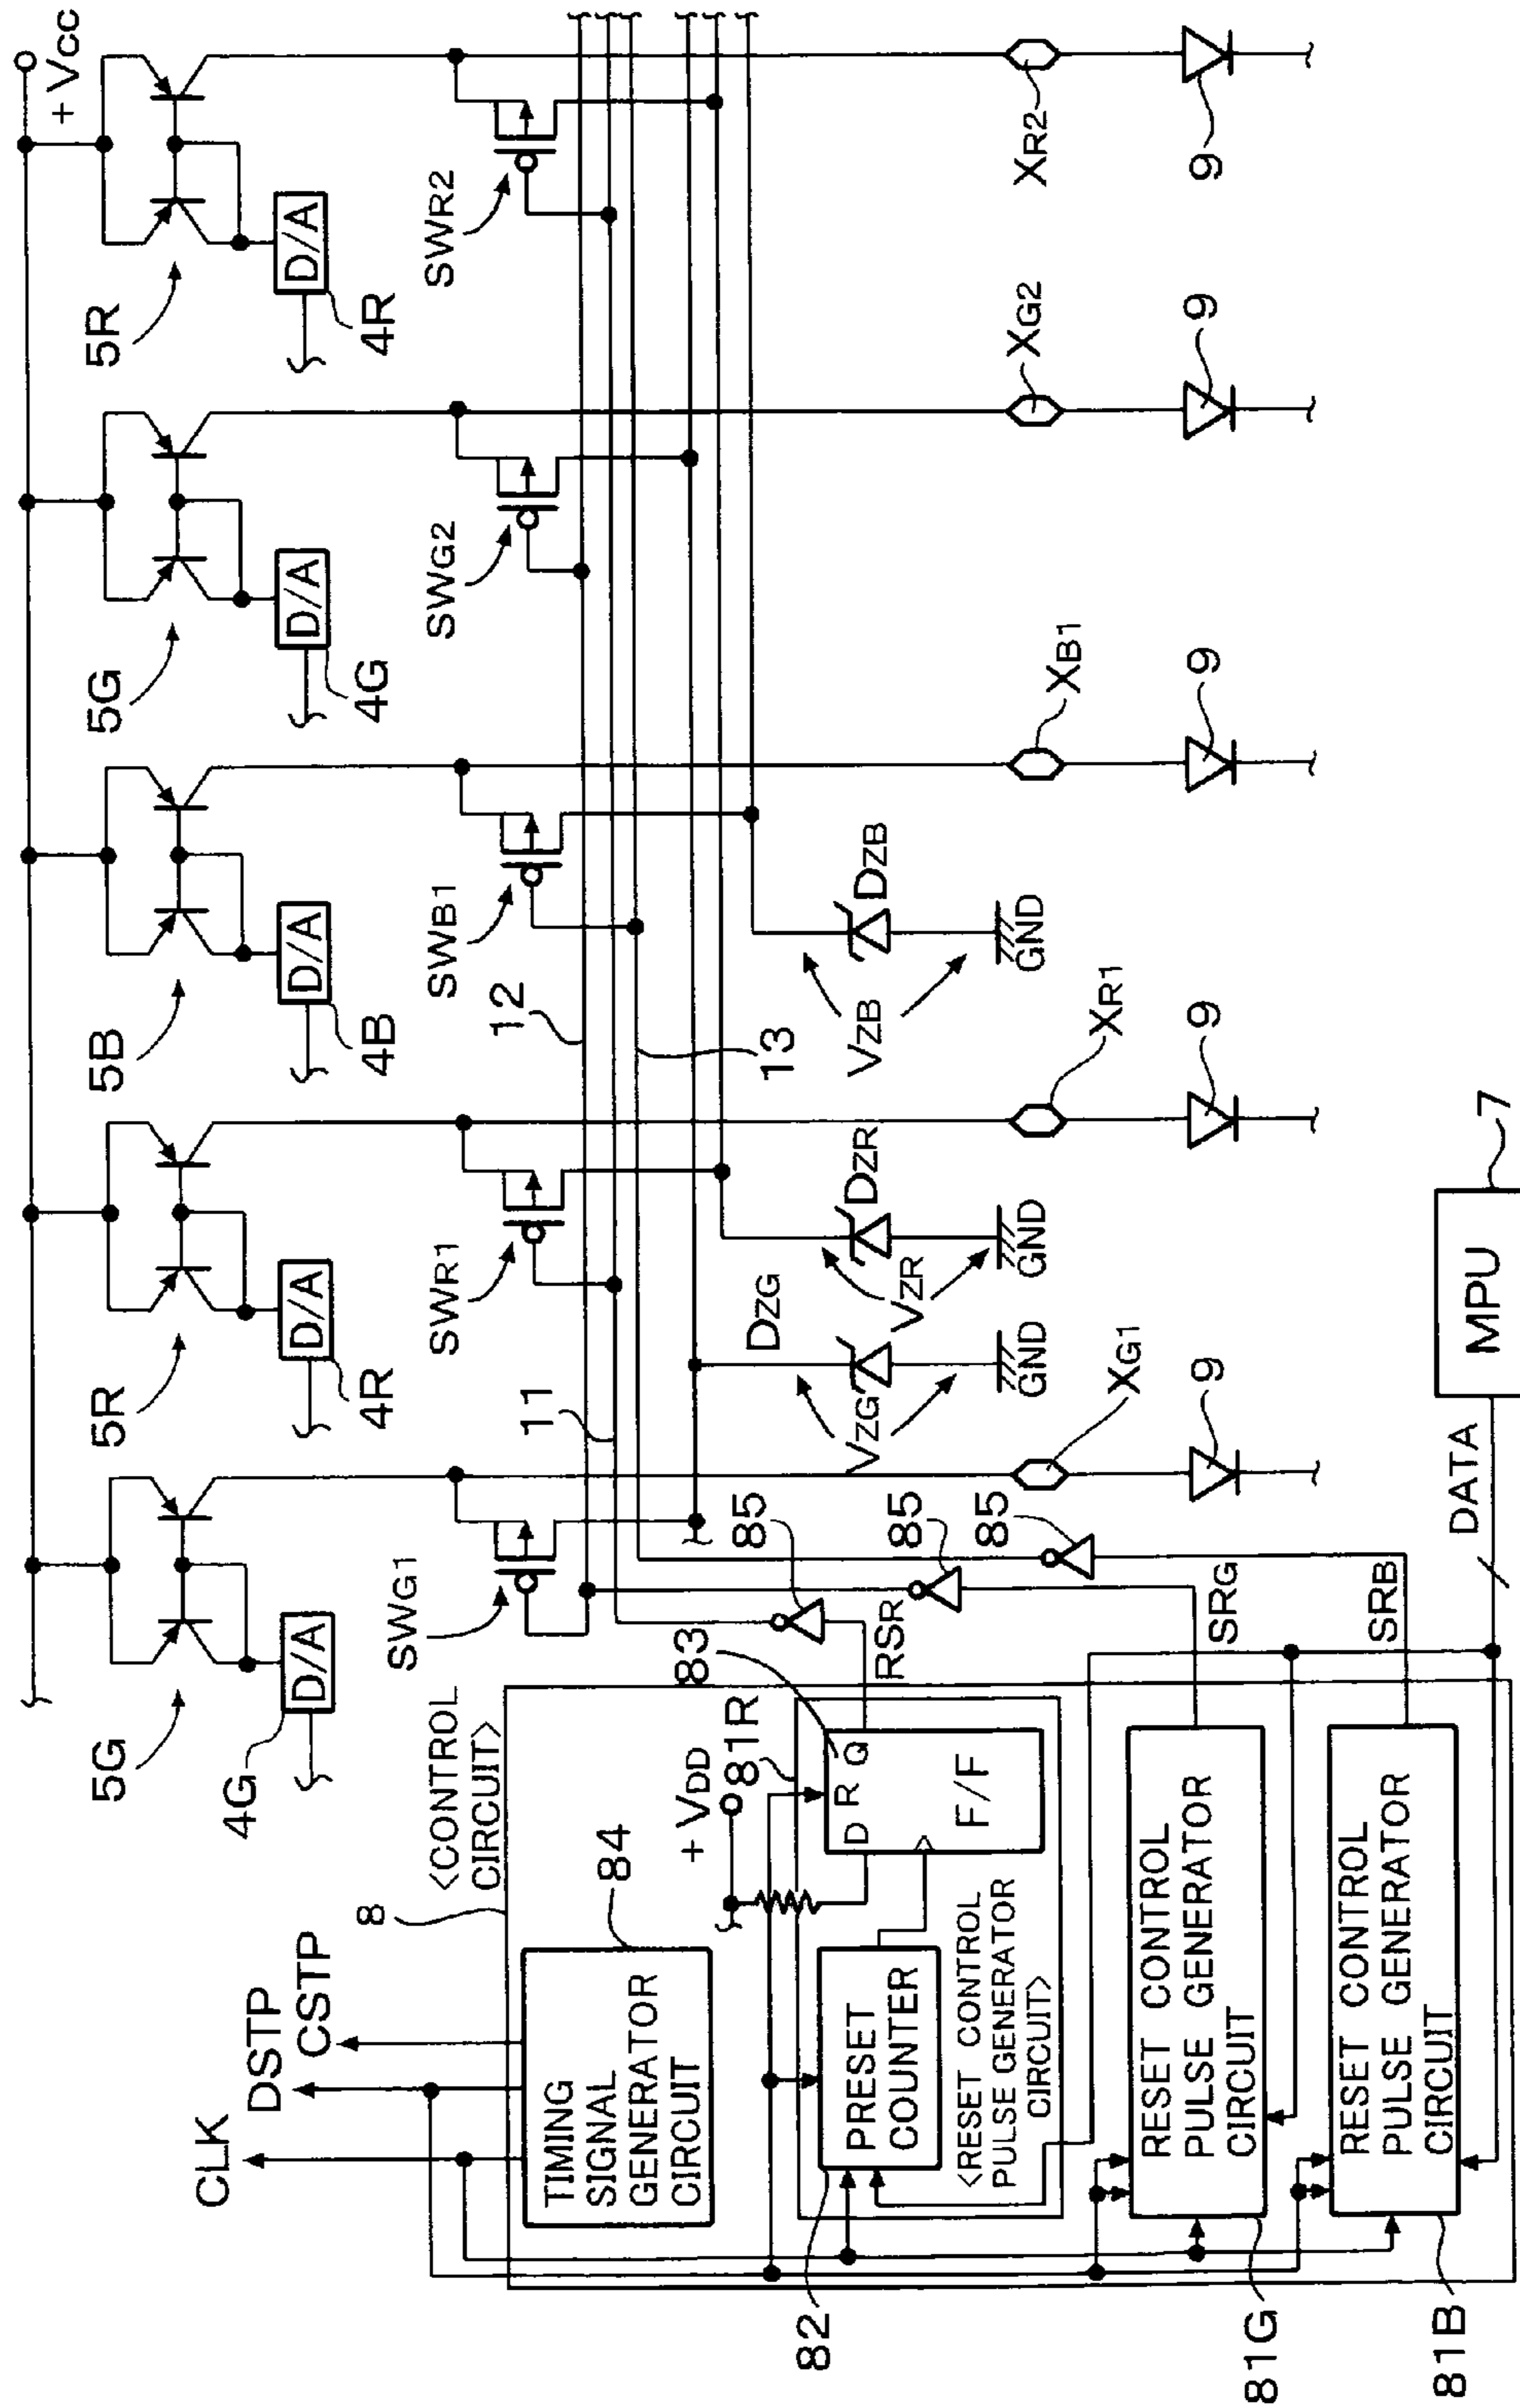 +VCC
5G
5R
5B
5G
5R
4G
D/A
4R
D/A
4B
D/A
4G
D/A
4R
D/A
SWG1
SWR1
SWB1
SWG2
SWR2
11
12
13
DZG
DZR
DZB
VZG
VZR
VZB
GND
GND
GND
XG1
XR1
XB1
XG2
XR2
9
9
9
9
9
CLK
DSTP
CSTP
8
<CONTROL
CIRCUIT>
84
TIMING
SIGNAL
GENERATOR
CIRCUIT
+VDD
81R
83
D R Q
F/F
82
PRESET
COUNTER
<RESET CONTROL
PULSE GENERATOR
CIRCUIT>
RSR
85
85
85
81G
RESET CONTROL
PULSE GENERATOR
CIRCUIT
SRG
81B
RESET CONTROL
PULSE GENERATOR
CIRCUIT
SRB
DATA
MPU
7